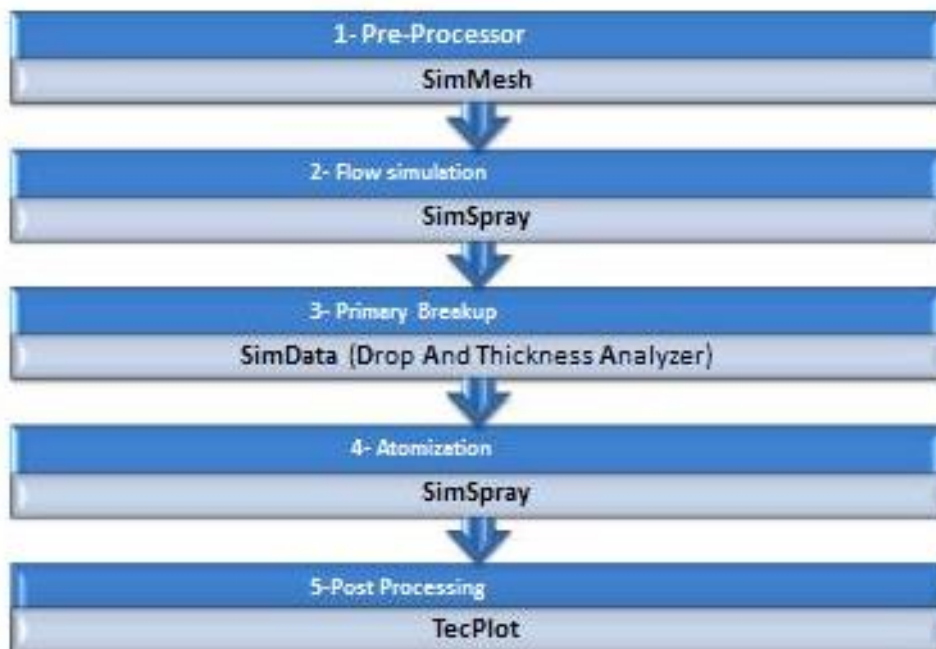 1- Pre-Processor
SimMesh
2- Flow simulation
SimSpray
3- Primary Breakup
SimData (Drop And Thickness Analyzer)
4- Atomization
SimSpray
5-Post Processing
TecPlot